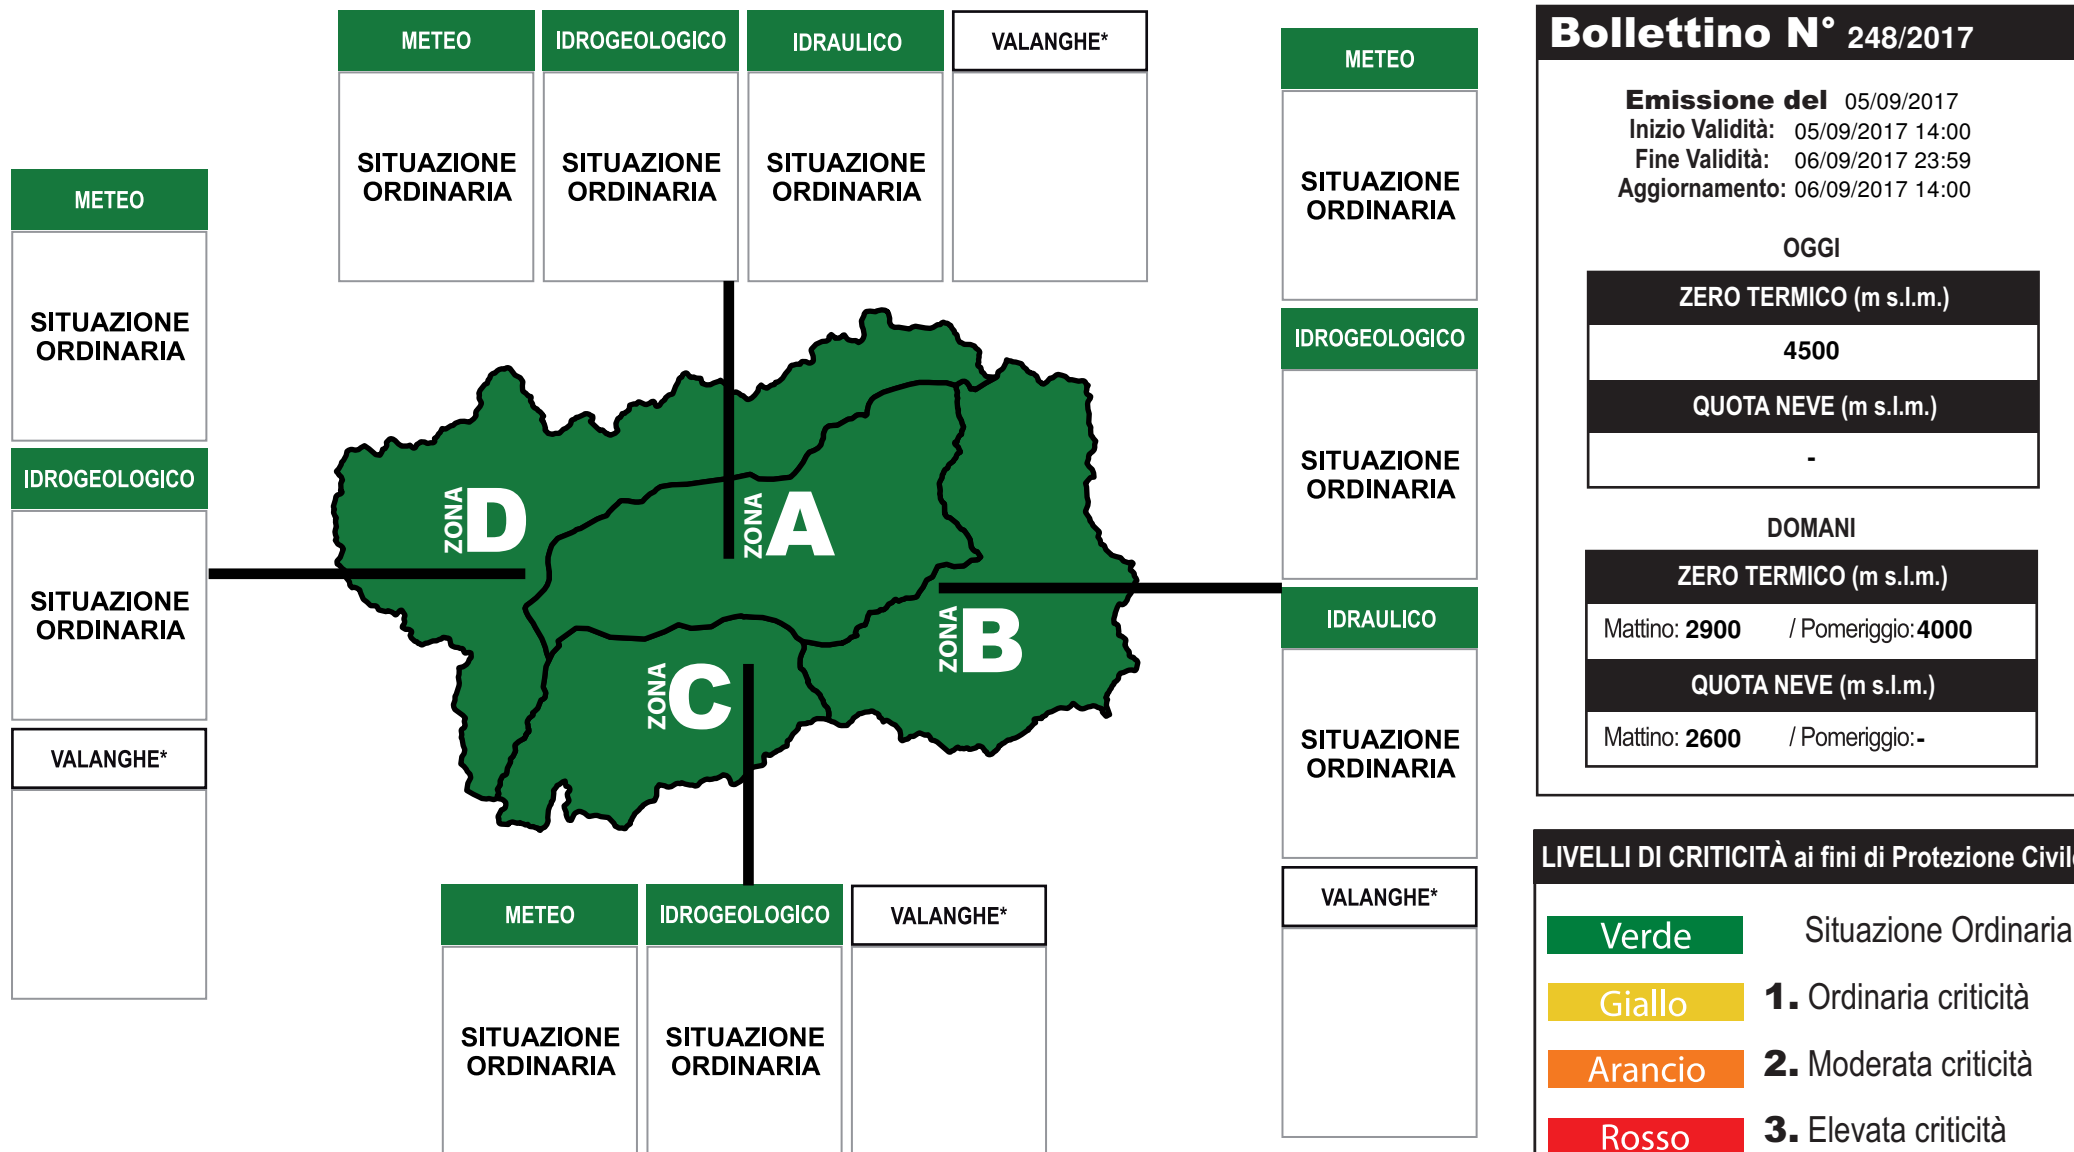 METEO
IDROGEOLOGICO
IDRAULICO
VALANGHE*
SITUAZIONE
ORDINARIA
SITUAZIONE
ORDINARIA
SITUAZIONE
ORDINARIA
METEO
SITUAZIONE
ORDINARIA
IDROGEOLOGICO
SITUAZIONE
ORDINARIA
VALANGHE*
ZONA D
ZONA A
ZONA B
ZONA C
METEO
SITUAZIONE
ORDINARIA
IDROGEOLOGICO
SITUAZIONE
ORDINARIA
IDRAULICO
SITUAZIONE
ORDINARIA
VALANGHE*
METEO
IDROGEOLOGICO
VALANGHE*
SITUAZIONE
ORDINARIA
SITUAZIONE
ORDINARIA
Bollettino N° 248/2017
Emissione del 05/09/2017
Inizio Validità: 05/09/2017 14:00
Fine Validità: 06/09/2017 23:59
Aggiornamento: 06/09/2017 14:00
OGGI
ZERO TERMICO (m s.l.m.)
4500
QUOTA NEVE (m s.l.m.)
-
DOMANI
ZERO TERMICO (m s.l.m.)
Mattino: 2900 / Pomeriggio: 4000
QUOTA NEVE (m s.l.m.)
Mattino: 2600 / Pomeriggio: -
LIVELLI DI CRITICITÀ ai fini di Protezione Civile
Verde Situazione Ordinaria
Giallo 1. Ordinaria criticità
Arancio 2. Moderata criticità
Rosso 3. Elevata criticità